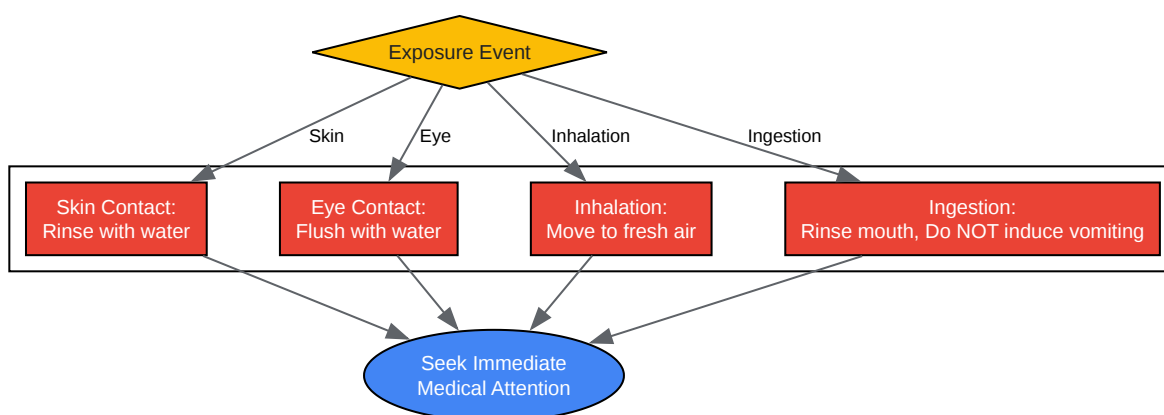 Exposure Event
Skin
Eye
Inhalation
Ingestion
Skin Contact:
Rinse with water
Eye Contact:
Flush with water
Inhalation:
Move to fresh air
Ingestion:
Rinse mouth, Do NOT induce vomiting
Seek Immediate
Medical Attention